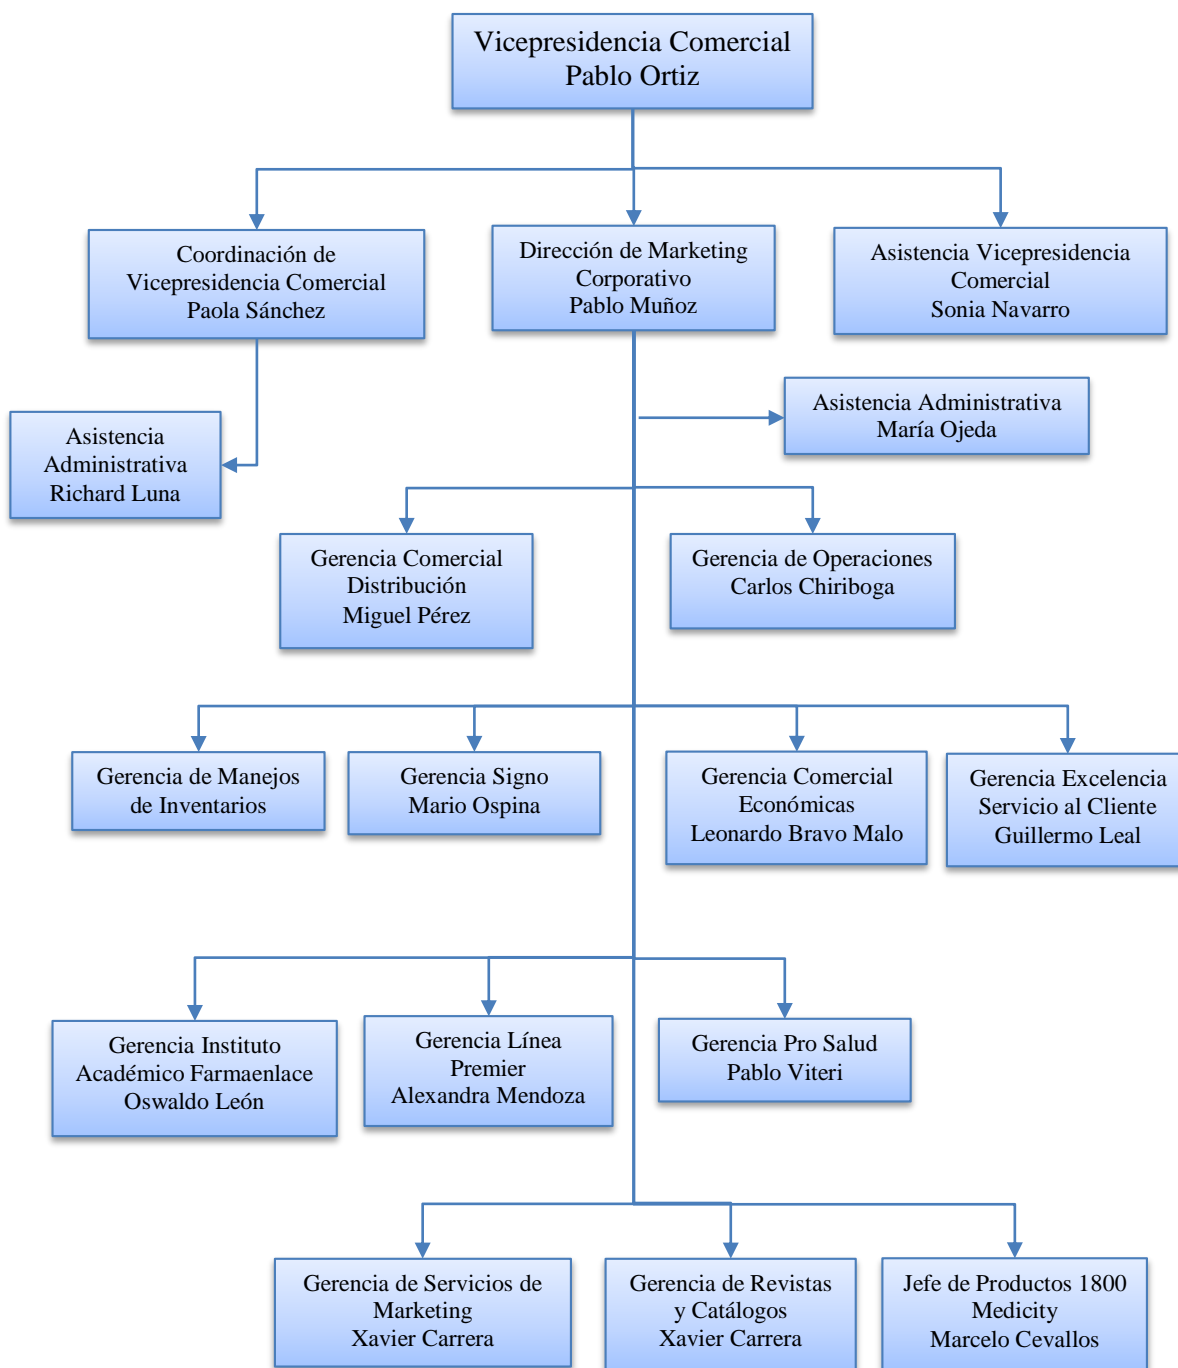 Vicepresidencia Comercial
Pablo Ortiz
Coordinación de
Vicepresidencia Comercial
Paola Sánchez
Dirección de Marketing
Corporativo
Pablo Muñoz
Asistencia Vicepresidencia
Comercial
Sonia Navarro
Asistencia Administrativa
María Ojeda
Asistencia
Administrativa
Richard Luna
Gerencia Comercial
Distribución
Miguel Pérez
Gerencia de Operaciones
Carlos Chiriboga
Gerencia de Manejos
de Inventarios
Gerencia Signo
Mario Ospina
Gerencia Comercial
Económicas
Leonardo Bravo Malo
Gerencia Excelencia
Servicio al Cliente
Guillermo Leal
Gerencia Instituto
Académico Farmaenlace
Oswaldo León
Gerencia Línea
Premier
Alexandra Mendoza
Gerencia Pro Salud
Pablo Viteri
Gerencia de Servicios de
Marketing
Xavier Carrera
Gerencia de Revistas
y Catálogos
Xavier Carrera
Jefe de Productos 1800
Medicity
Marcelo Cevallos